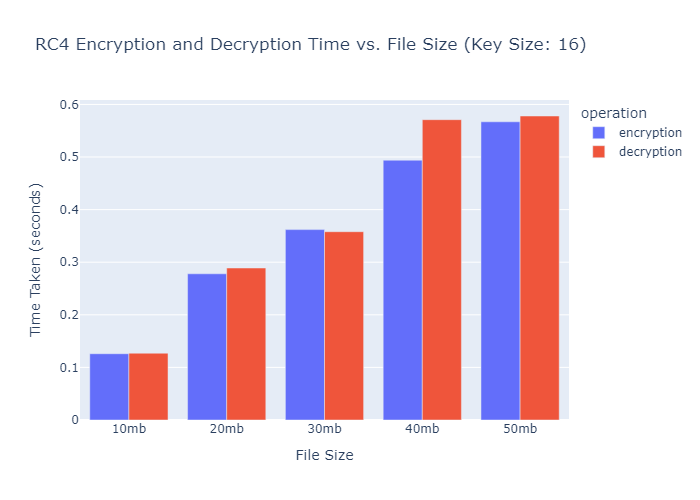 RC4 Encryption and Decryption Time vs. File Size (Key Size: 16)
operation
encryption
decryption
Time Taken (seconds)
0.6
0.5
0.4
0.3
0.2
0.1
0
10mb 20mb 30mb 40mb 50mb
File Size